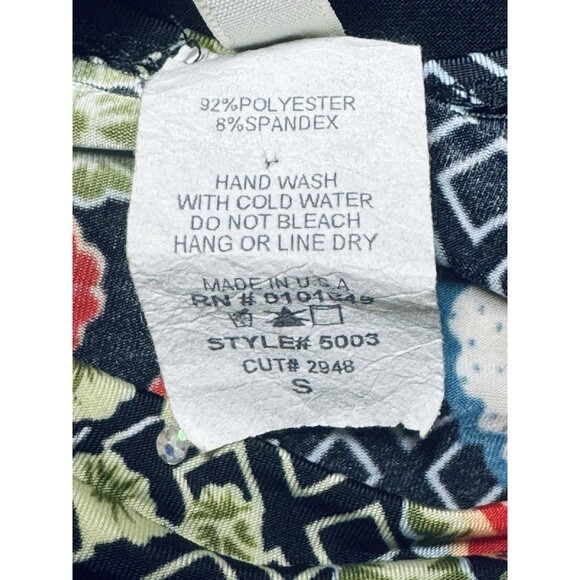 92%POLYESTER
8%SPANDEX
HAND WASH
WITH COLD WATER
DO NOT BLEACH
HANG OR LINE DRY
MADE IN U.S.A
RN #
STYLE# 5003
CUT# 2948
S